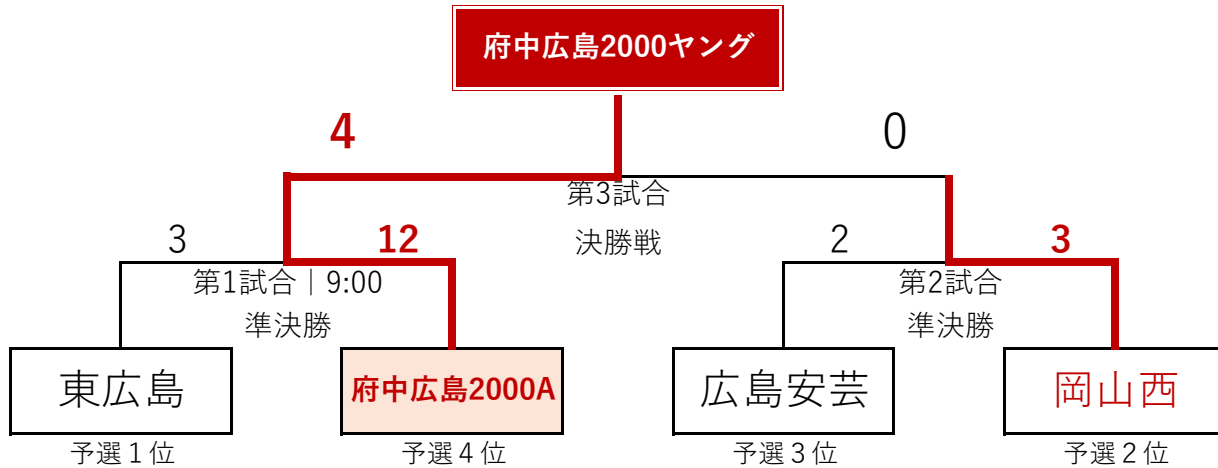 府中広島2000ヤング
4
0
第3試合
決勝戦
3
12
2
3
第1試合｜9:00
準決勝
第2試合
準決勝
東広島
府中広島2000A
広島安芸
岡山西
予選１位
予選４位
予選３位
予選２位